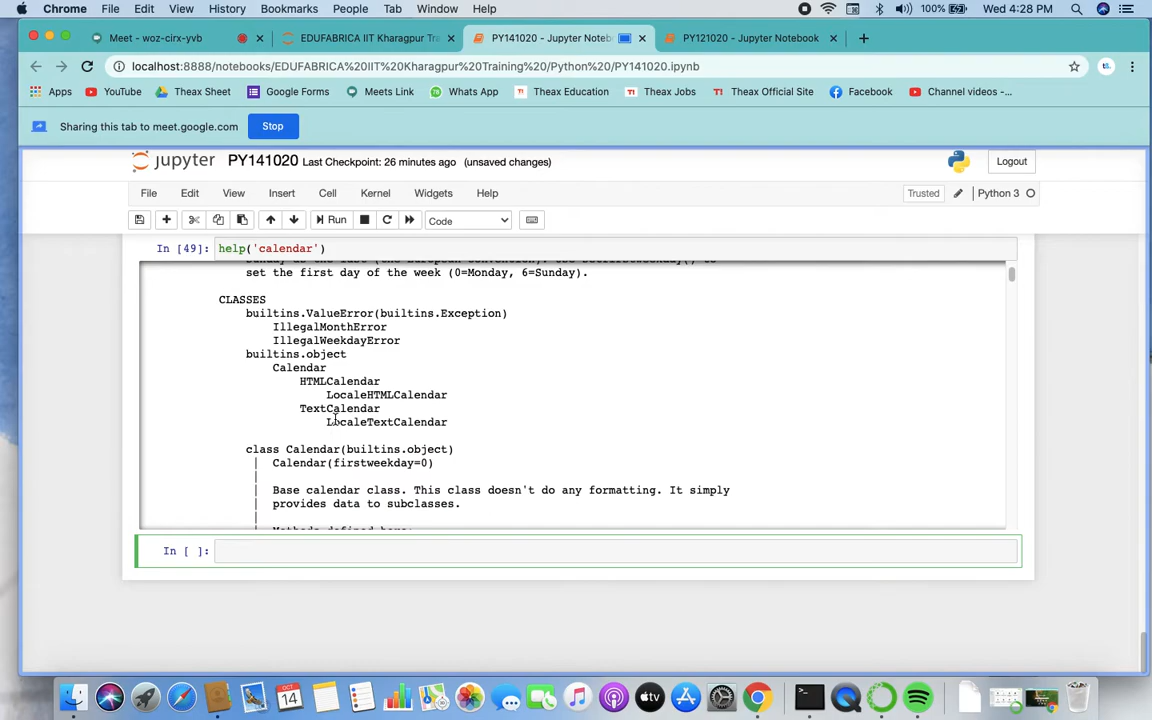 Chrome File Edit View History Bookmarks People Tab Window Help 100% Wed 4:28 PM
Meet - woz-cirx-yvb EDUFABRICA IIT Kharagpur Tra PY141020 - Jupyter Noteb PY121020 - Jupyter Notebook
localhost:8888/notebooks/EDUFABRICA%20IIT%20Kharagpur%20Training%20/Python%20/PY141020.ipynb
Apps YouTube Theax Sheet Google Forms Meets Link Whats App Theax Education Theax Jobs Theax Official Site Facebook Channel videos -...
Sharing this tab to meet.google.com Stop
jupyter PY141020 Last Checkpoint: 26 minutes ago (unsaved changes) Logout
File Edit View Insert Cell Kernel Widgets Help Trusted Python 3
Run Code
In [49]: help('calendar')
set the first day of the week (0=Monday, 6=Sunday).
CLASSES
builtins.ValueError(builtins.Exception)
IllegalMonthError
IllegalWeekdayError
builtins.object
Calendar
HTMLCalendar
LocaleHTMLCalendar
TextCalendar
LocaleTextCalendar
class Calendar(builtins.object)
| Calendar(firstweekday=0)
|
| Base calendar class. This class doesn't do any formatting. It simply
| provides data to subclasses.
|
| Methods defined here:
In [ ]:
OCT
14